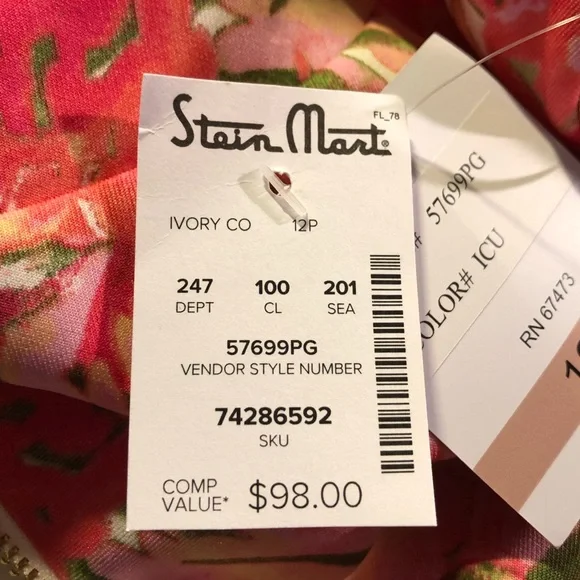 Stein Mart®
FL_78
IVORY CO 12P
247 100 201
DEPT CL SEA
57699PG
VENDOR STYLE NUMBER
74286592
SKU
COMP
VALUE* $98.00
# 57699PG
COLOR# ICU
RN 67473